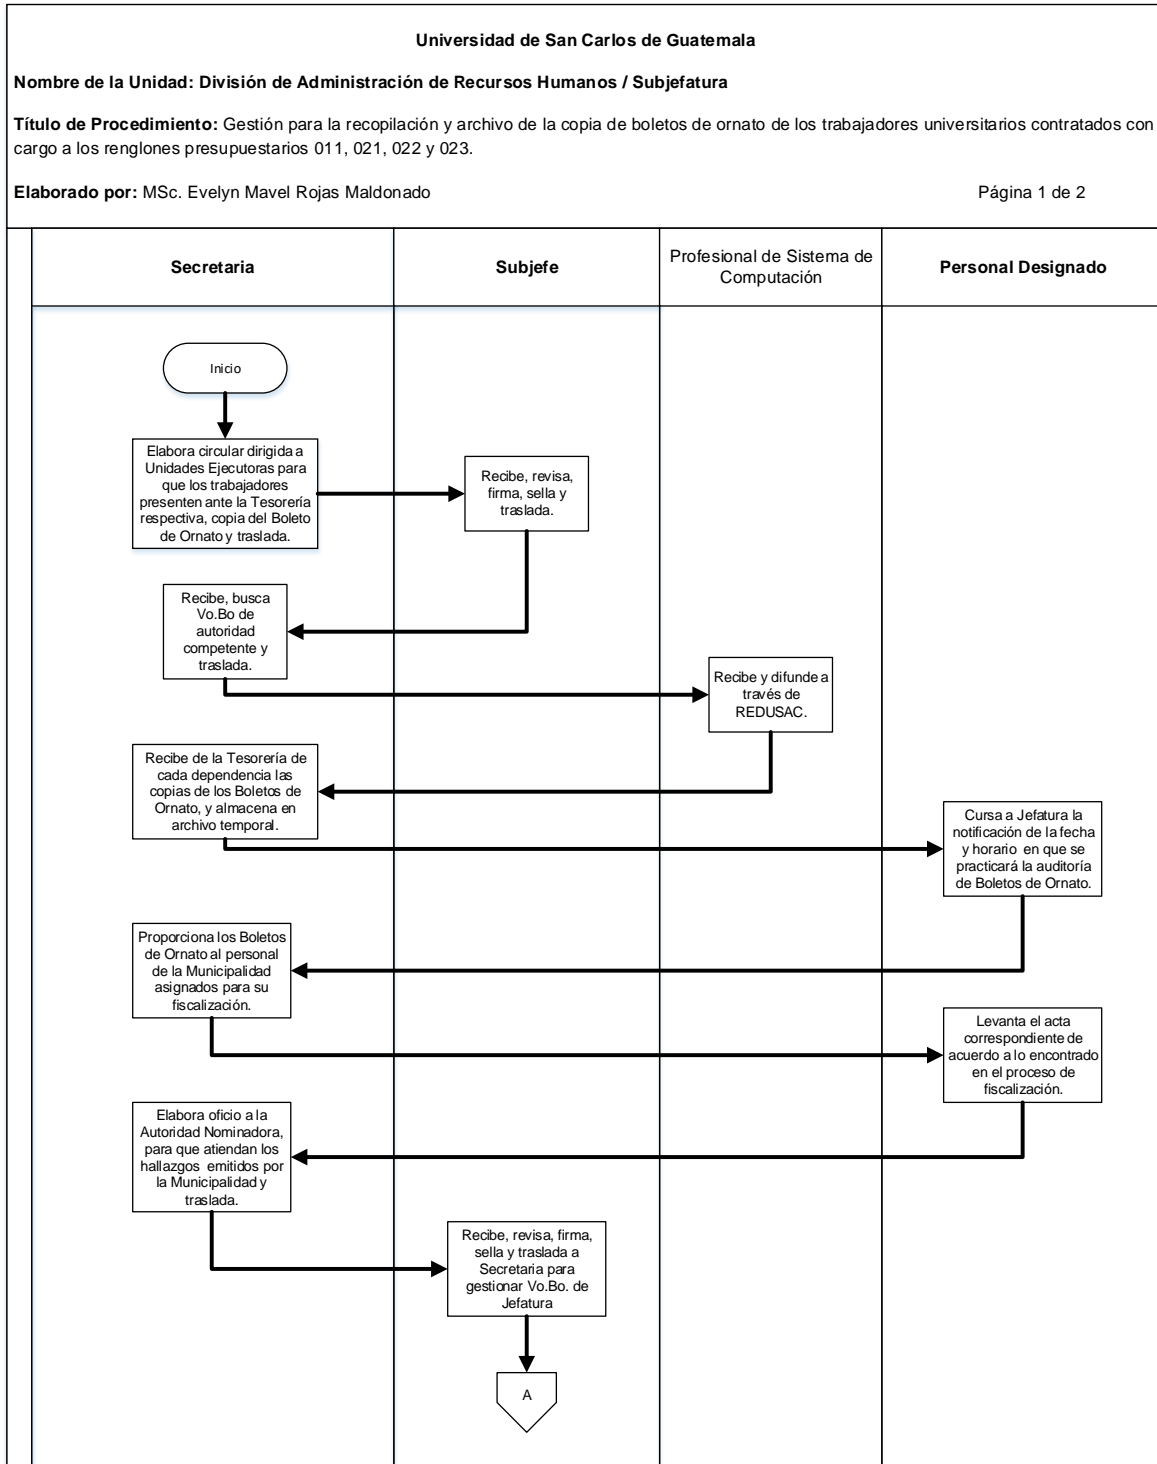 Universidad de San Carlos de Guatemala
Nombre de la Unidad: División de Administración de Recursos Humanos / Subjefatura
Título de Procedimiento: Gestión para la recopilación y archivo de la copia de boletos de ornato de los trabajadores universitarios contratados con
cargo a los renglones presupuestarios 011, 021, 022 y 023.
Elaborado por: MSc. Evelyn Mavel Rojas Maldonado
Página 1 de 2
Secretaria
Subjefe
Profesional de Sistema de
Computación
Personal Designado
Inicio
Elabora circular dirigida a
Unidades Ejecutoras para
que los trabajadores
presenten ante la Tesorería
respectiva, copia del Boleto
de Ornato y traslada.
Recibe, revisa,
firma, sella y
traslada.
Recibe, busca
Vo.Bo de
autoridad
competente y
traslada.
Recibe y difunde a
través de
REDUSAC.
Recibe de la Tesorería de
cada dependencia las
copias de los Boletos de
Ornato, y almacena en
archivo temporal.
Cursa a Jefatura la
notificación de la fecha
y horario en que se
practicará la auditoría
de Boletos de Ornato.
Proporciona los Boletos
de Ornato al personal
de la Municipalidad
asignados para su
fiscalización.
Levanta el acta
correspondiente de
acuerdo a lo encontrado
en el proceso de
fiscalización.
Elabora oficio a la
Autoridad Nominadora,
para que atiendan los
hallazgos emitidos por
la Municipalidad y
traslada.
Recibe, revisa, firma,
sella y traslada a
Secretaria para
gestionar Vo.Bo. de
Jefatura
A